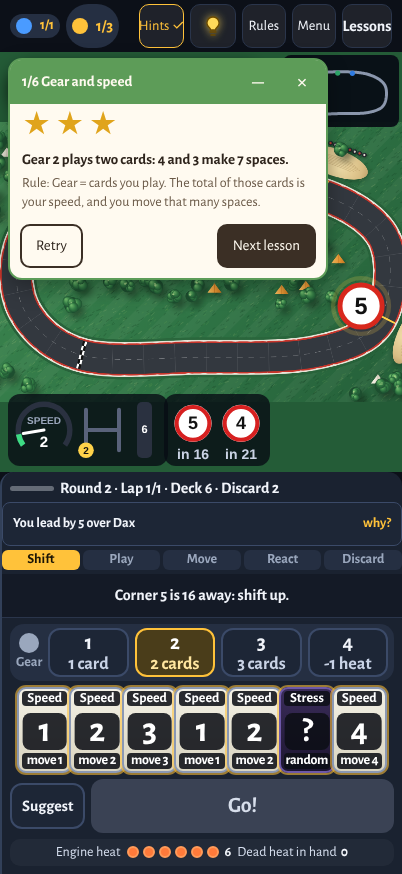 1/1
1/3
Hints ✓
Rules
Menu
Lessons
1/6 Gear and speed
Gear 2 plays two cards: 4 and 3 make 7 spaces.
Rule: Gear = cards you play. The total of those cards is
your speed, and you move that many spaces.
Retry
Next lesson
5
SPEED
2
2
6
5
in 16
4
in 21
Round 2 · Lap 1/1 · Deck 6 · Discard 2
You lead by 5 over Dax
why?
Shift
Play
Move
React
Discard
Corner 5 is 16 away: shift up.
Gear
1
1 card
2
2 cards
3
3 cards
4
-1 heat
Speed
1
move 1
Speed
2
move 2
Speed
3
move 3
Speed
1
move 1
Speed
2
move 2
Stress
?
random
Speed
4
move 4
Suggest
Go!
Engine heat 6 Dead heat in hand 0